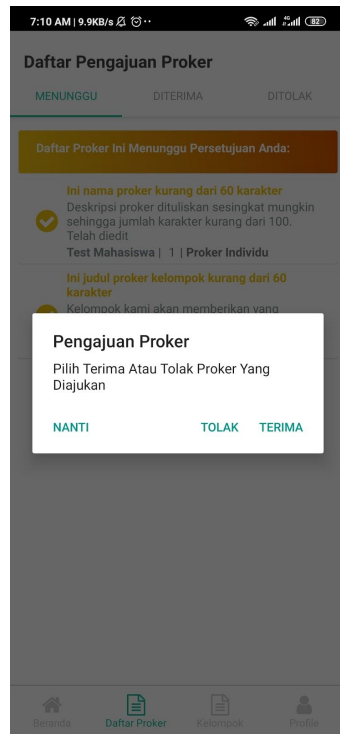 7:10 AM | 9.9KB/s
4G
82
Daftar Pengajuan Proker
MENUNGGU DITERIMA DITOLAK
Daftar Proker Ini Menunggu Persetujuan Anda:
Ini nama proker kurang dari 60 karakter
Deskripsi proker dituliskan sesingkat mungkin
sehingga jumlah karakter kurang dari 100.
Telah diedit
Test Mahasiswa | 1 | Proker Individu
Ini judul proker kelompok kurang dari 60
karakter
Kelompok kami akan memberikan yang
Pengajuan Proker
Pilih Terima Atau Tolak Proker Yang
Diajukan
NANTI TOLAK TERIMA
Beranda Daftar Proker Kelompok Profile